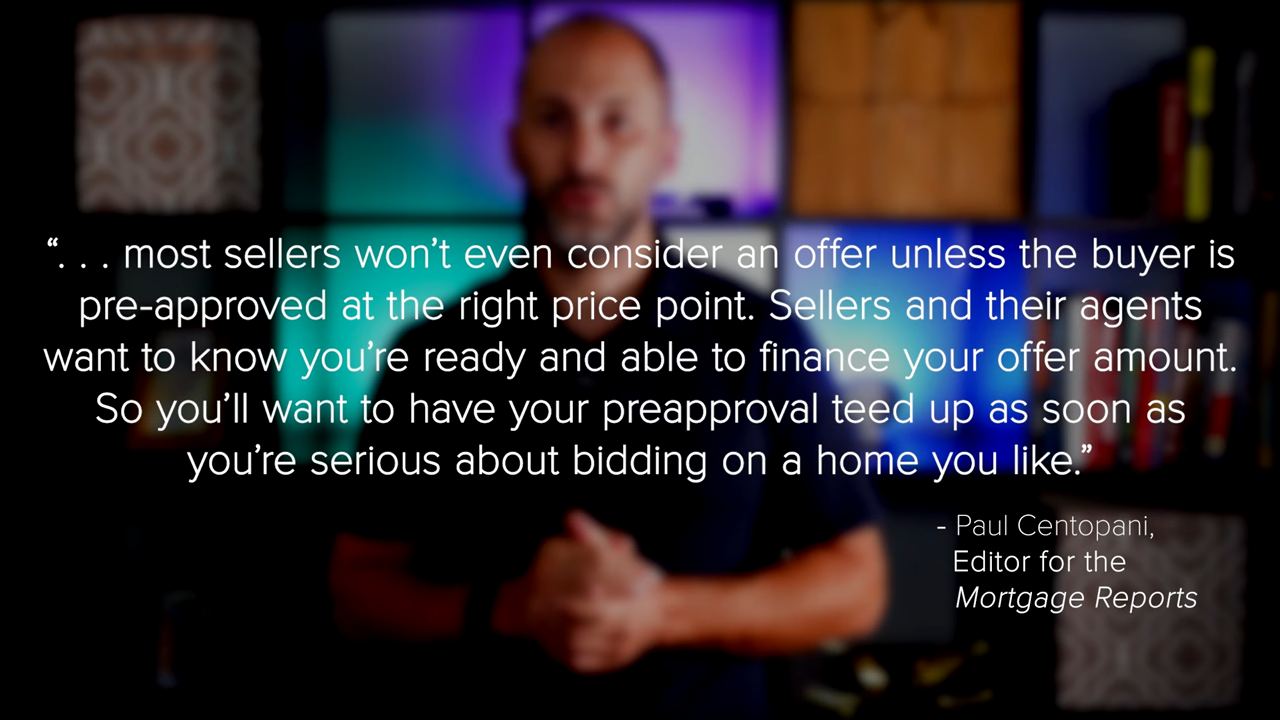 “. . . most sellers won’t even consider an offer unless the buyer is
pre-approved at the right price point. Sellers and their agents
want to know you’re ready and able to finance your offer amount.
So you’ll want to have your preapproval teed up as soon as
you’re serious about bidding on a home you like.”
- Paul Centopani,
Editor for the
Mortgage Reports